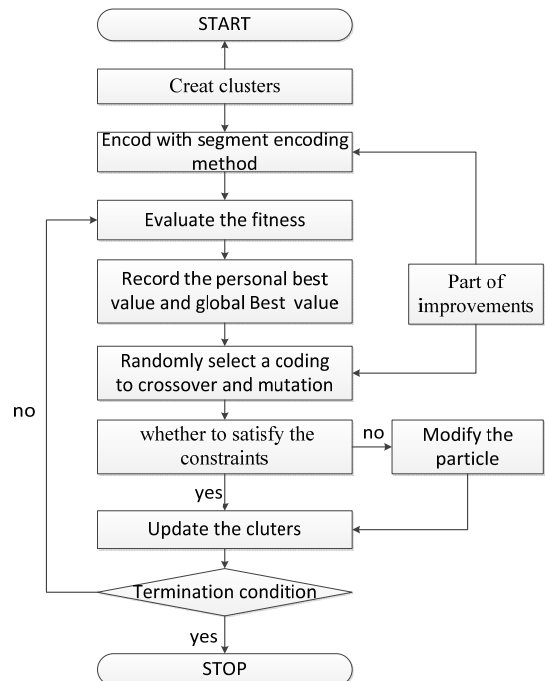 START
Creat clusters
Encod with segment encoding
method
Evaluate the fitness
Record the personal best
value and global Best value
Part of
improvements
Randomly select a coding
to crossover and mutation
no
whether to satisfy the
constraints
no
Modify the
particle
yes
Update the cluters
Termination condition
yes
STOP